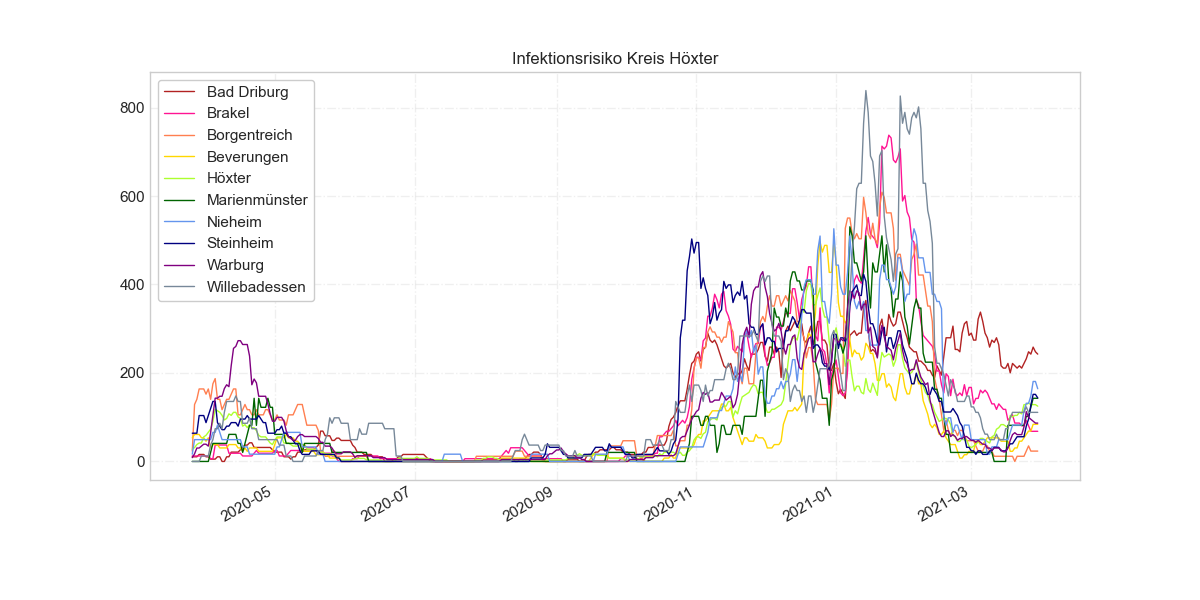 Infektionsrisiko Kreis Höxter
Bad Driburg
Brakel
Borgentreich
Beverungen
Höxter
Marienmünster
Nieheim
Steinheim
Warburg
Willebadessen
800
600
400
200
0
2020-05
2020-07
2020-09
2020-11
2021-01
2021-03